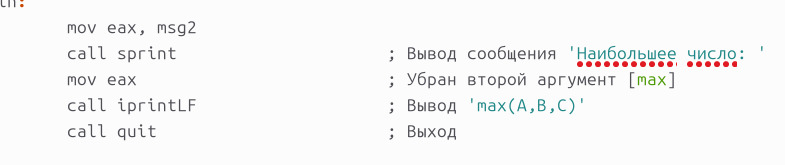 in:
mov eax, msg2
call sprint ; Вывод сообщения 'Наибольшее число: '
mov eax ; Убран второй аргумент [max]
call iprintLF ; Вывод 'max(A,B,C)'
call quit ; Выход